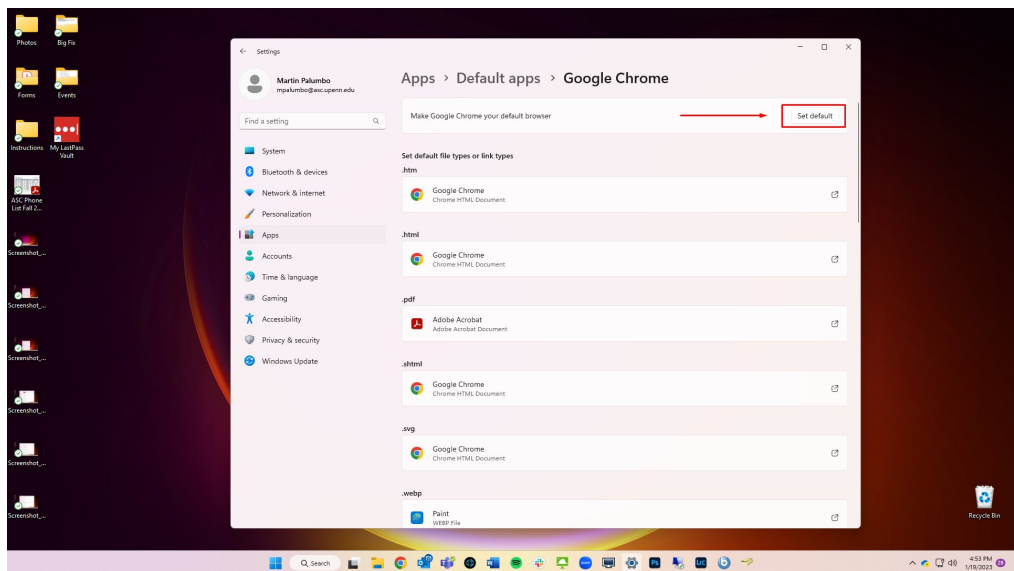 Photos
Big Fix
Forms
Events
Instructions
My LastPass
Vault
ASC Phone
List Fall 2...
Screenshot_...
Screenshot_...
Screenshot_...
Screenshot_...
Screenshot_...
Screenshot_...
Settings
Martin Palumbo
mpalumbo@asc.upenn.edu
Find a setting
System
Bluetooth & devices
Network & internet
Personalization
Apps
Accounts
Time & language
Gaming
Accessibility
Privacy & security
Windows Update
Apps > Default apps > Google Chrome
Make Google Chrome your default browser
Set default
Set default file types or link types
.htm
Google Chrome
Chrome HTML Document
.html
Google Chrome
Chrome HTML Document
.pdf
Adobe Acrobat
Adobe Acrobat Document
.shtml
Google Chrome
Chrome HTML Document
.svg
Google Chrome
Chrome HTML Document
.webp
Paint
WEBP File
Recycle Bin
Search
Ps
LrC
4:53 PM
1/19/2023
28